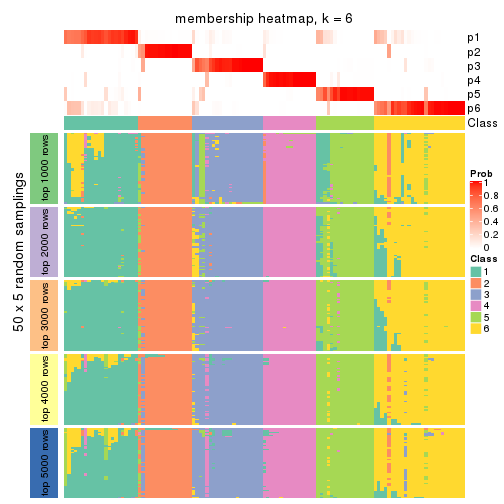 membership heatmap, k = 6
p1
p2
p3
p4
p5
p6
Class
50 x 5 random samplings
top 1000 rows
top 2000 rows
top 3000 rows
top 4000 rows
top 5000 rows
Prob
1
0.8
0.6
0.4
0.2
0
Class
1
2
3
4
5
6